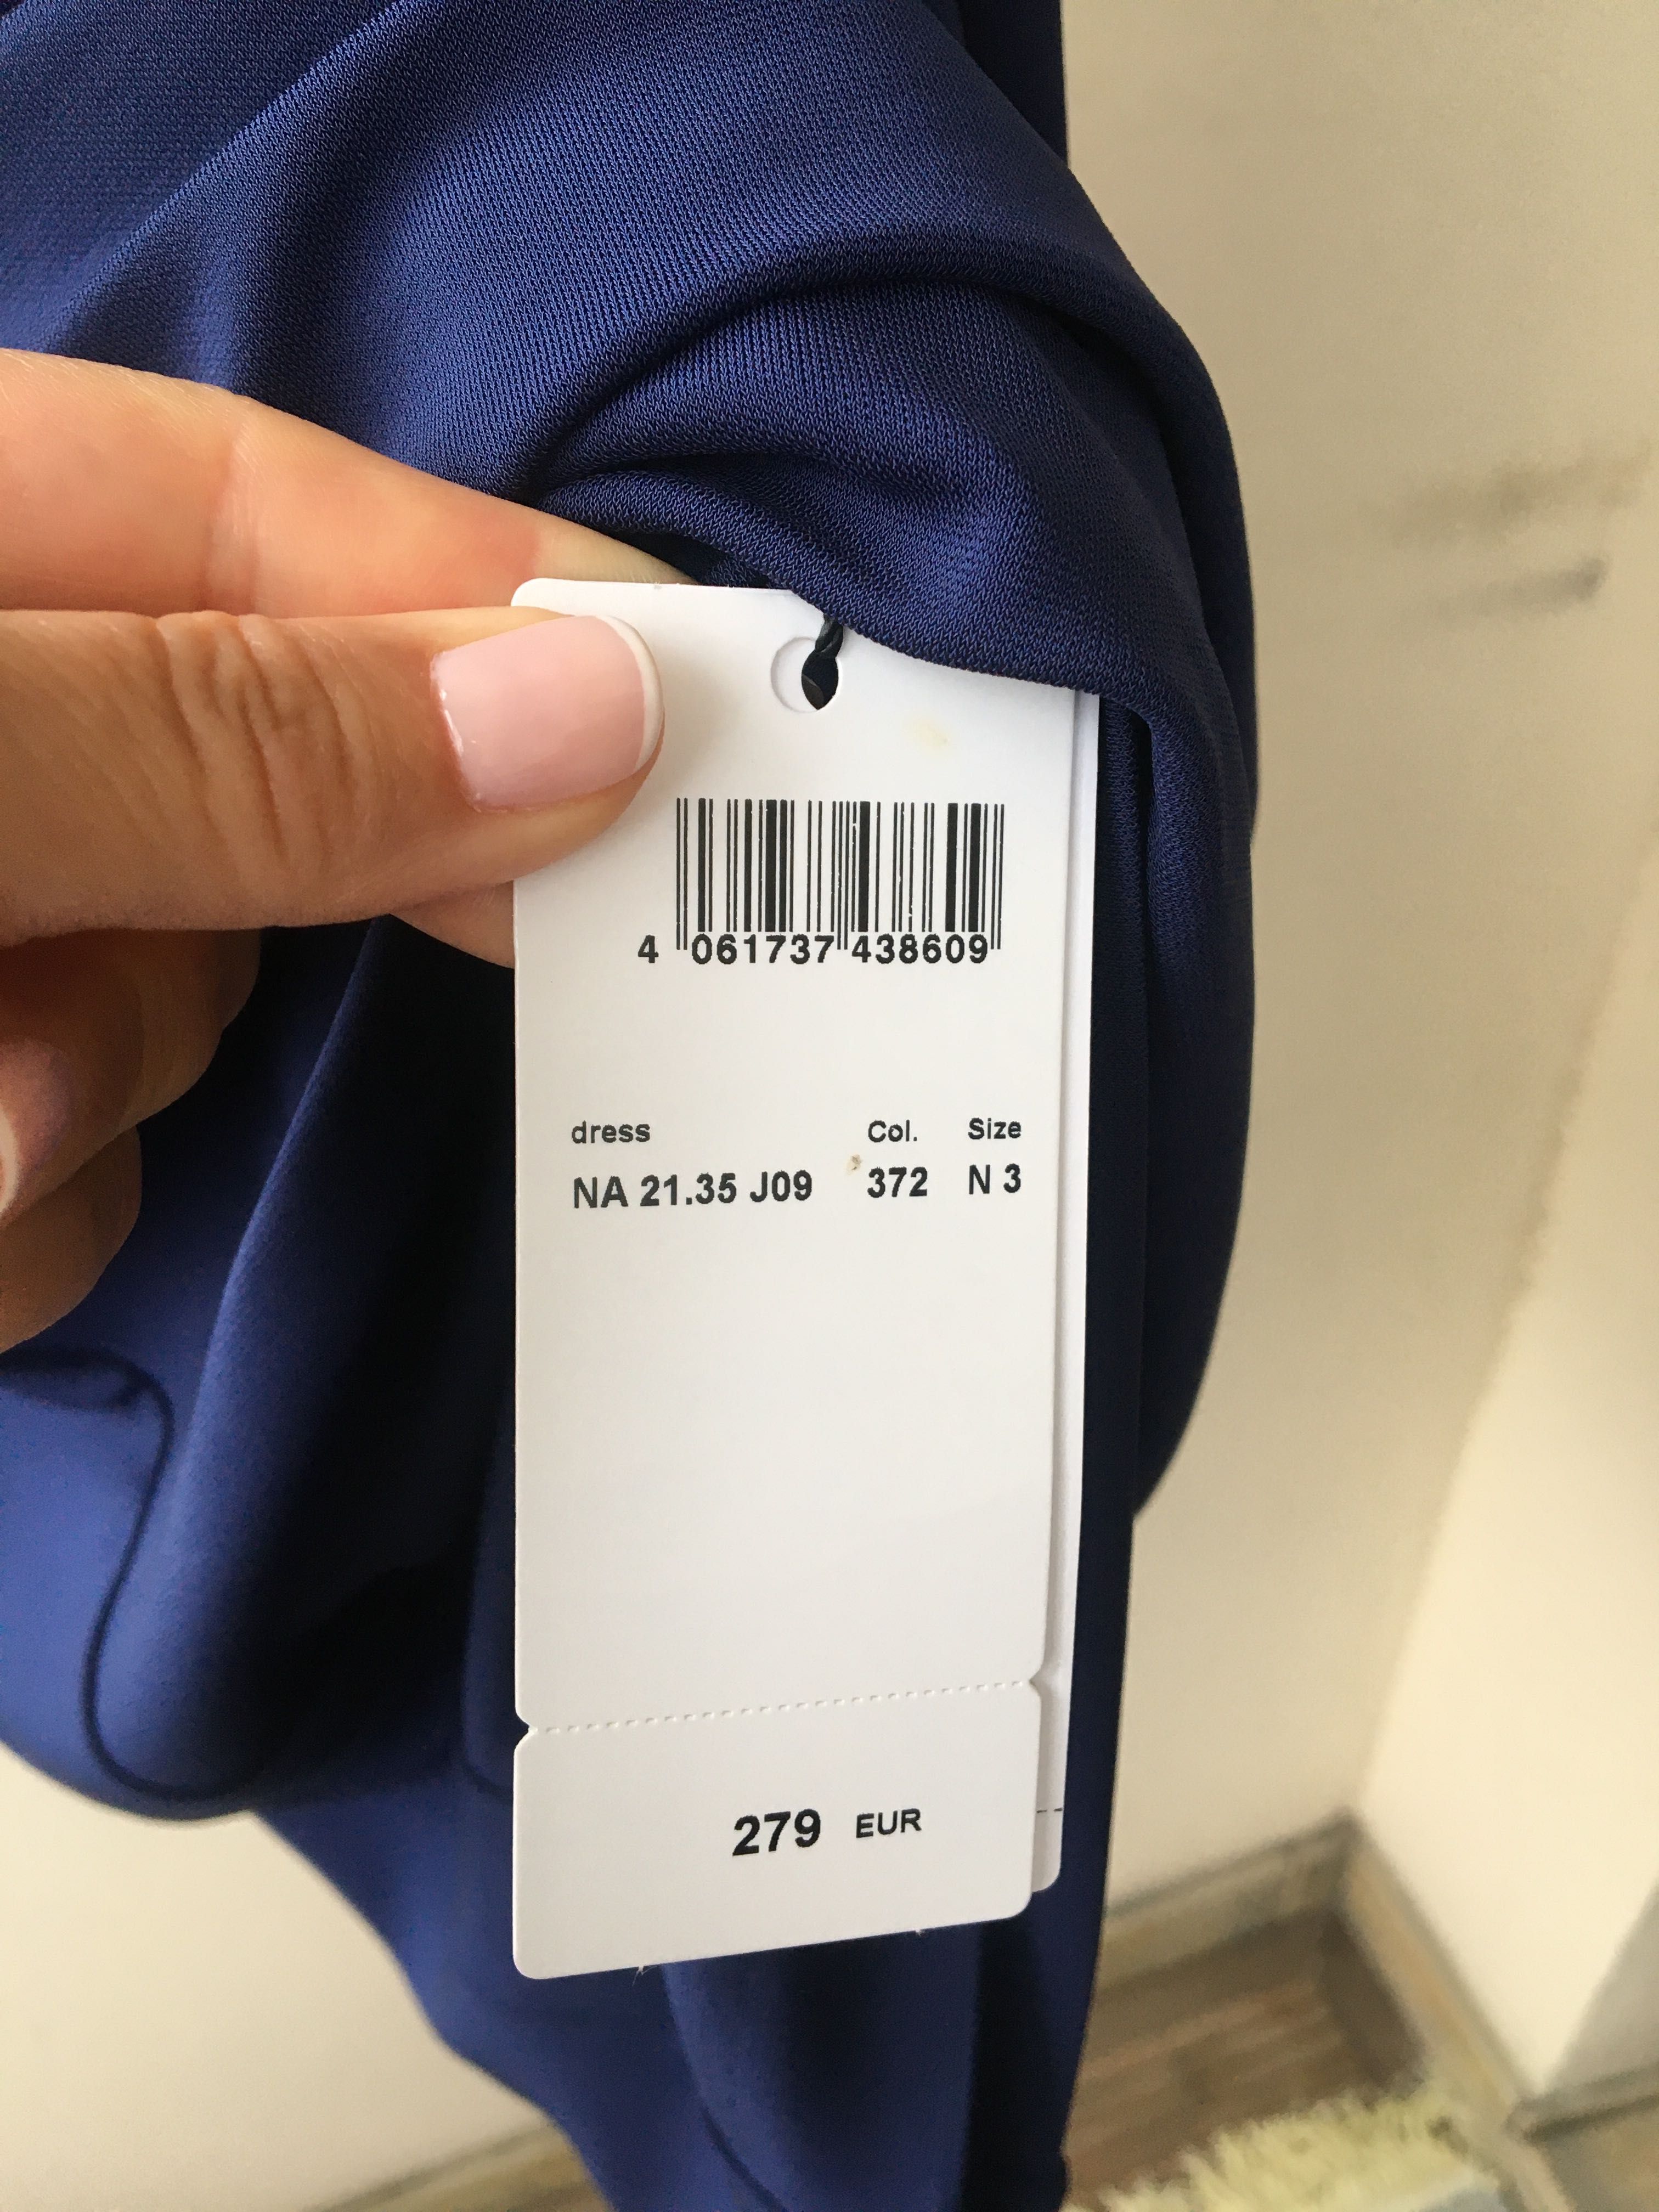 4 061737 438609
dress Col. Size
NA 21.35 J09 372 N 3
279 EUR